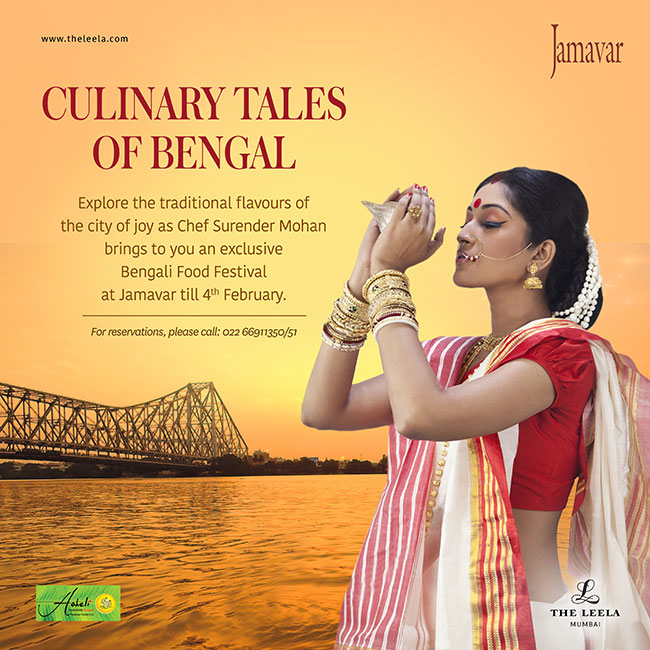 www.theleela.com
Jamavar
CULINARY TALES
OF BENGAL
Explore the traditional flavours of
the city of joy as Chef Surender Mohan
brings to you an exclusive
Bengali Food Festival
at Jamavar till 4th February.
For reservations, please call: 022 66911350/51
Aaheli
THE LEELA
MUMBAI